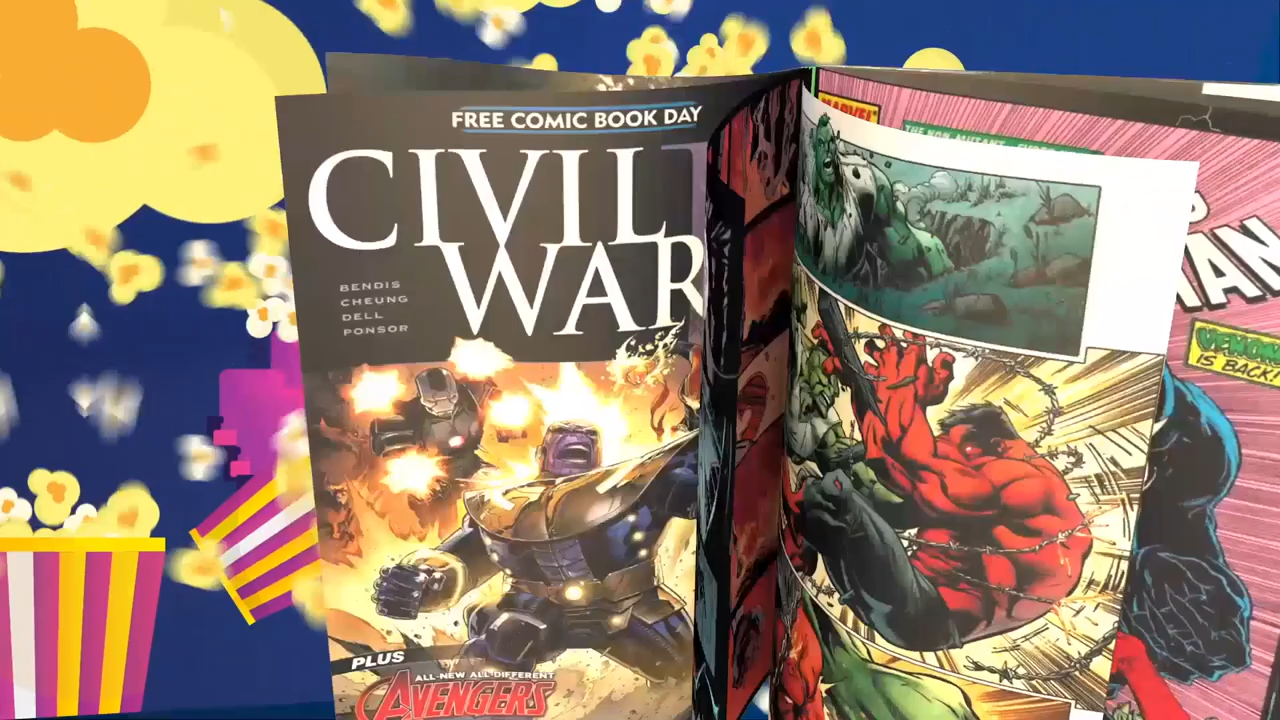 FREE COMIC BOOK DAY
CIVIL
WAR
BENDIS
CHEUNG
DELL
PONSOR
PLUS
ALL-NEW ALL-DIFFERENT
AVENGERS
MARVEL
THE NON-MUTANT
VENOM
IS BACK!